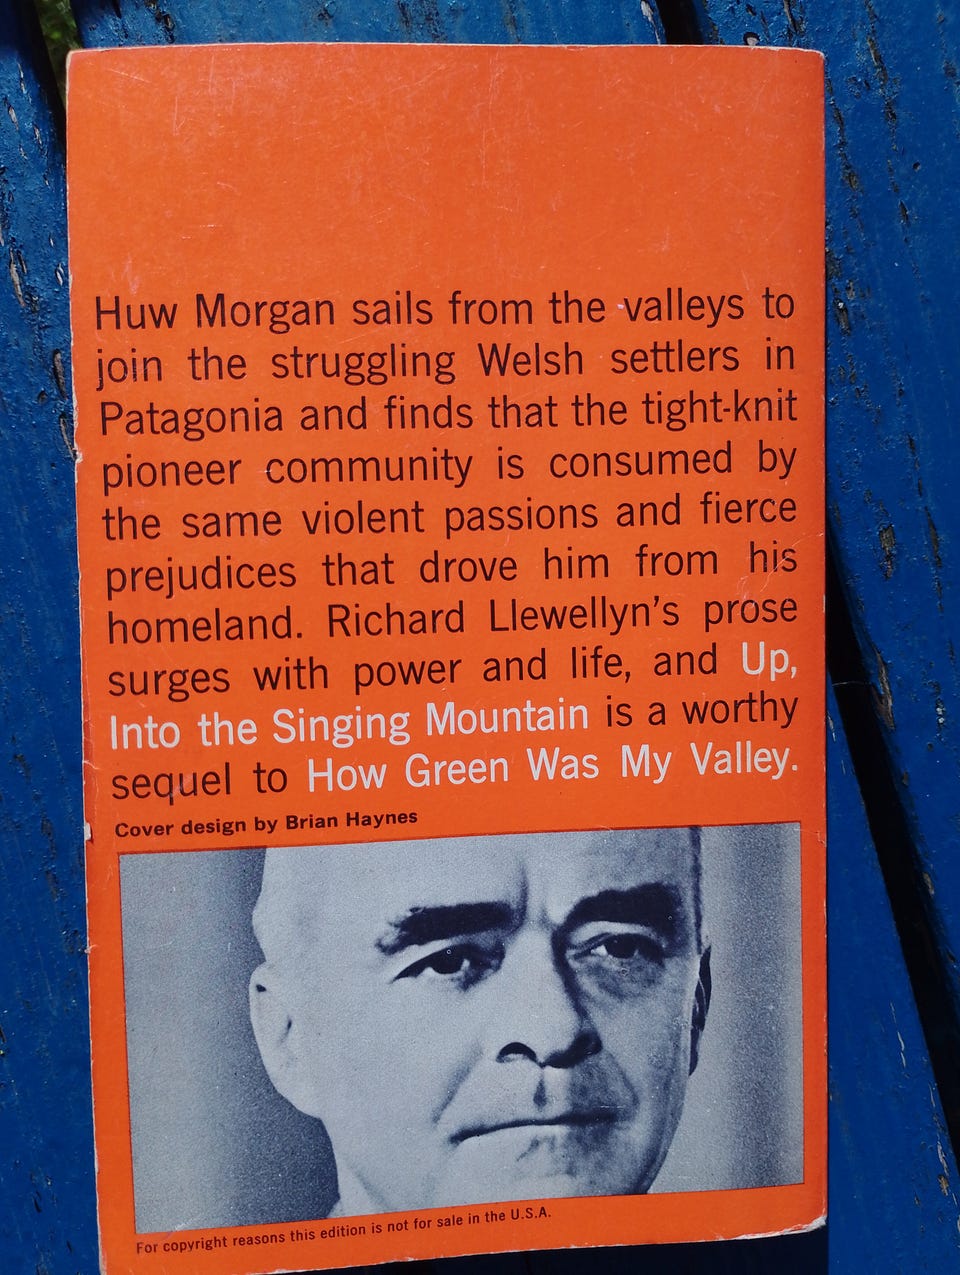 Huw Morgan sails from the valleys to
join the struggling Welsh settlers in
Patagonia and finds that the tight-knit
pioneer community is consumed by
the same violent passions and fierce
prejudices that drove him from his
homeland. Richard Llewellyn's prose
surges with power and life, and Up,
Into the Singing Mountain is a worthy
sequel to How Green Was My Valley.
Cover design by Brian Haynes
For copyright reasons this edition is not for sale in the U.S.A.